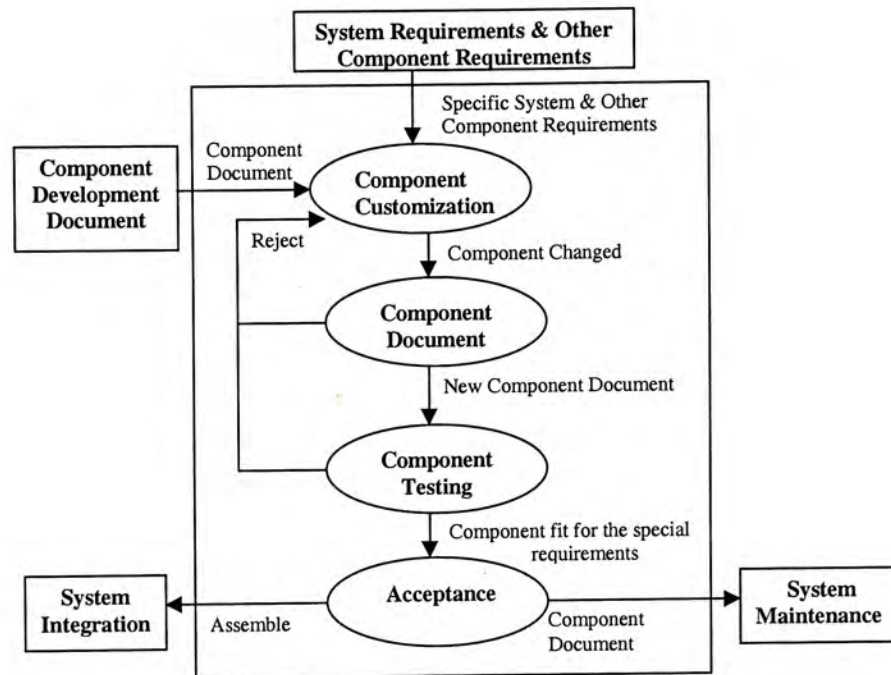 System Requirements & Other
Component Requirements
Specific System & Other
Component Requirements
Component
Development
Document
Component
Document
Component
Customization
Reject
Component Changed
Component
Document
New Component Document
Component
Testing
Component fit for the special
requirements
Acceptance
System
Integration
Assemble
Component
Document
System
Maintenance